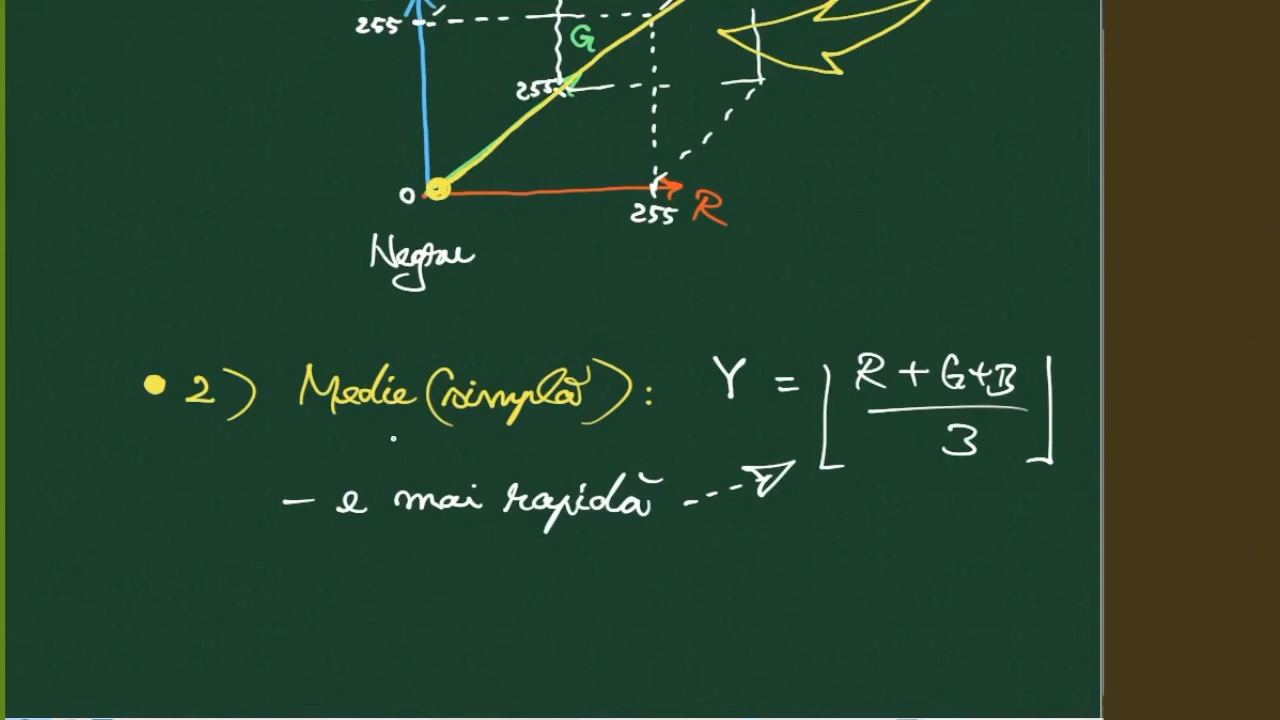 255
G
255
0
255 R
Negru
• 2) Medie (simplă): Y = ⌊(R + G + B) / 3⌋
– e mai rapidă